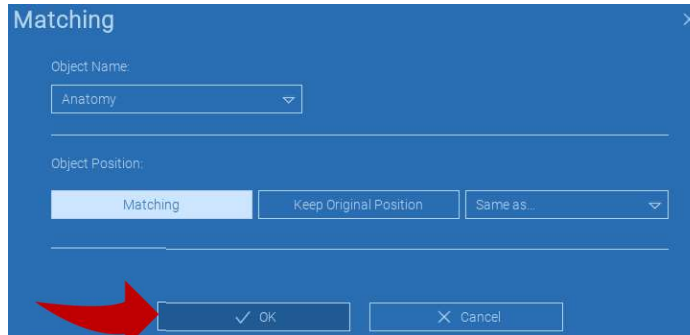 Matching
Object Name:
Anatomy
Object Position:
Matching Keep Original Position Same as...
OK Cancel